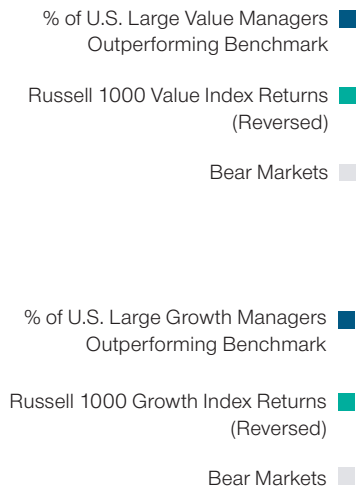 % of U.S. Large Value Managers
Outperforming Benchmark
Russell 1000 Value Index Returns
(Reversed)
Bear Markets
% of U.S. Large Growth Managers
Outperforming Benchmark
Russell 1000 Growth Index Returns
(Reversed)
Bear Markets